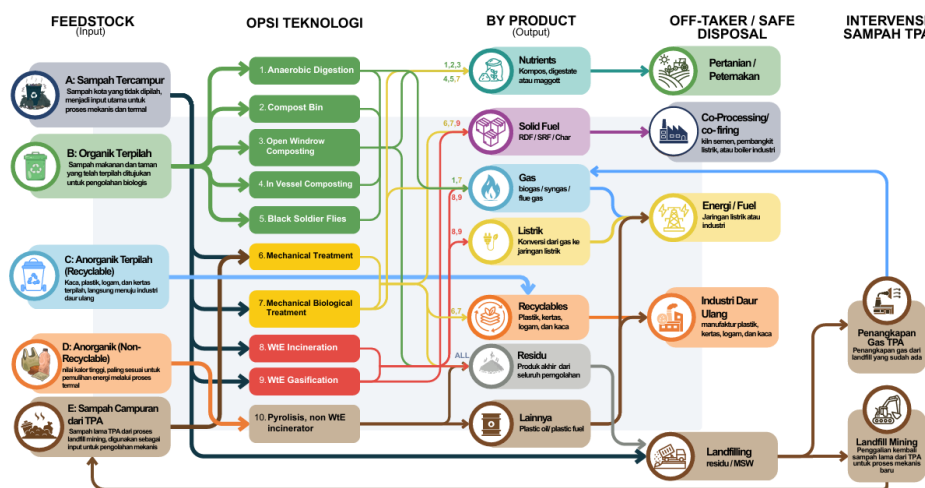 FEEDSTOCK
(Input)
OPSI TEKNOLOGI
BY PRODUCT
(Output)
OFF-TAKER / SAFE
DISPOSAL
INTERVENSI
SAMPAH TPA
A: Sampah Tercampur
Sampah kota yang tidak dipilah,
menjadi input utama untuk
proses mekanis dan termal
B: Organik Terpilah
Sampah makanan dan taman
yang telah terpilah ditujukan
untuk pengolahan biologis
C: Anorganik Terpilah
(Recyclable)
Kaca, plastik, logam, dan kertas
terpilah, langsung menuju industri
daur ulang
D: Anorganik (Non-
Recyclable)
nilai kalor tinggi, paling sesuai untuk
pemulihan energi melalui proses
termal
E: Sampah Campuran
dari TPA
Sampah lama TPA dari proses
landfill mining, digunakan sebagai
input untuk pengolahan mekanis
1. Anaerobic Digestion
2. Compost Bin
3. Open Windrow
Composting
4. In Vessel Composting
5. Black Soldier Flies
6. Mechanical Treatment
7. Mechanical Biological
Treatment
8. WtE Incineration
9. WtE Gasification
10. Pyrolisis, non WtE
incinerator
1,2,3
4,5,7
6,7,9
1,7
8,9
8,9
6,7
ALL
Nutrients
Kompos, digestate
atau maggott
Solid Fuel
RDF / SRF / Char
Gas
biogas / syngas /
flue gas
Listrik
Konversi dari gas ke
jaringan listrik
Recyclables
Plastik, kertas,
logam, dan kaca
Residu
Produk akhir dari
seluruh pemgolahan
Lainnya
Plastic oil/ plastic fuel
Pertanian /
Peternakan
Co-Processing/
co-firing
kiln semen, pembangkit
listrik, atau boiler industri
Energi / Fuel
Jaringan listrik atau
industri
Industri Daur
Ulang
manufaktur plastik,
kertas, logam, dan kaca
Landfilling
residu / MSW
Penangkapan
Gas TPA
Penangkapan gas dari
landfill yang sudah ada
Landfill Mining
Penggalian kembali
sampah lama dari TPA
untuk proses mekanis
baru